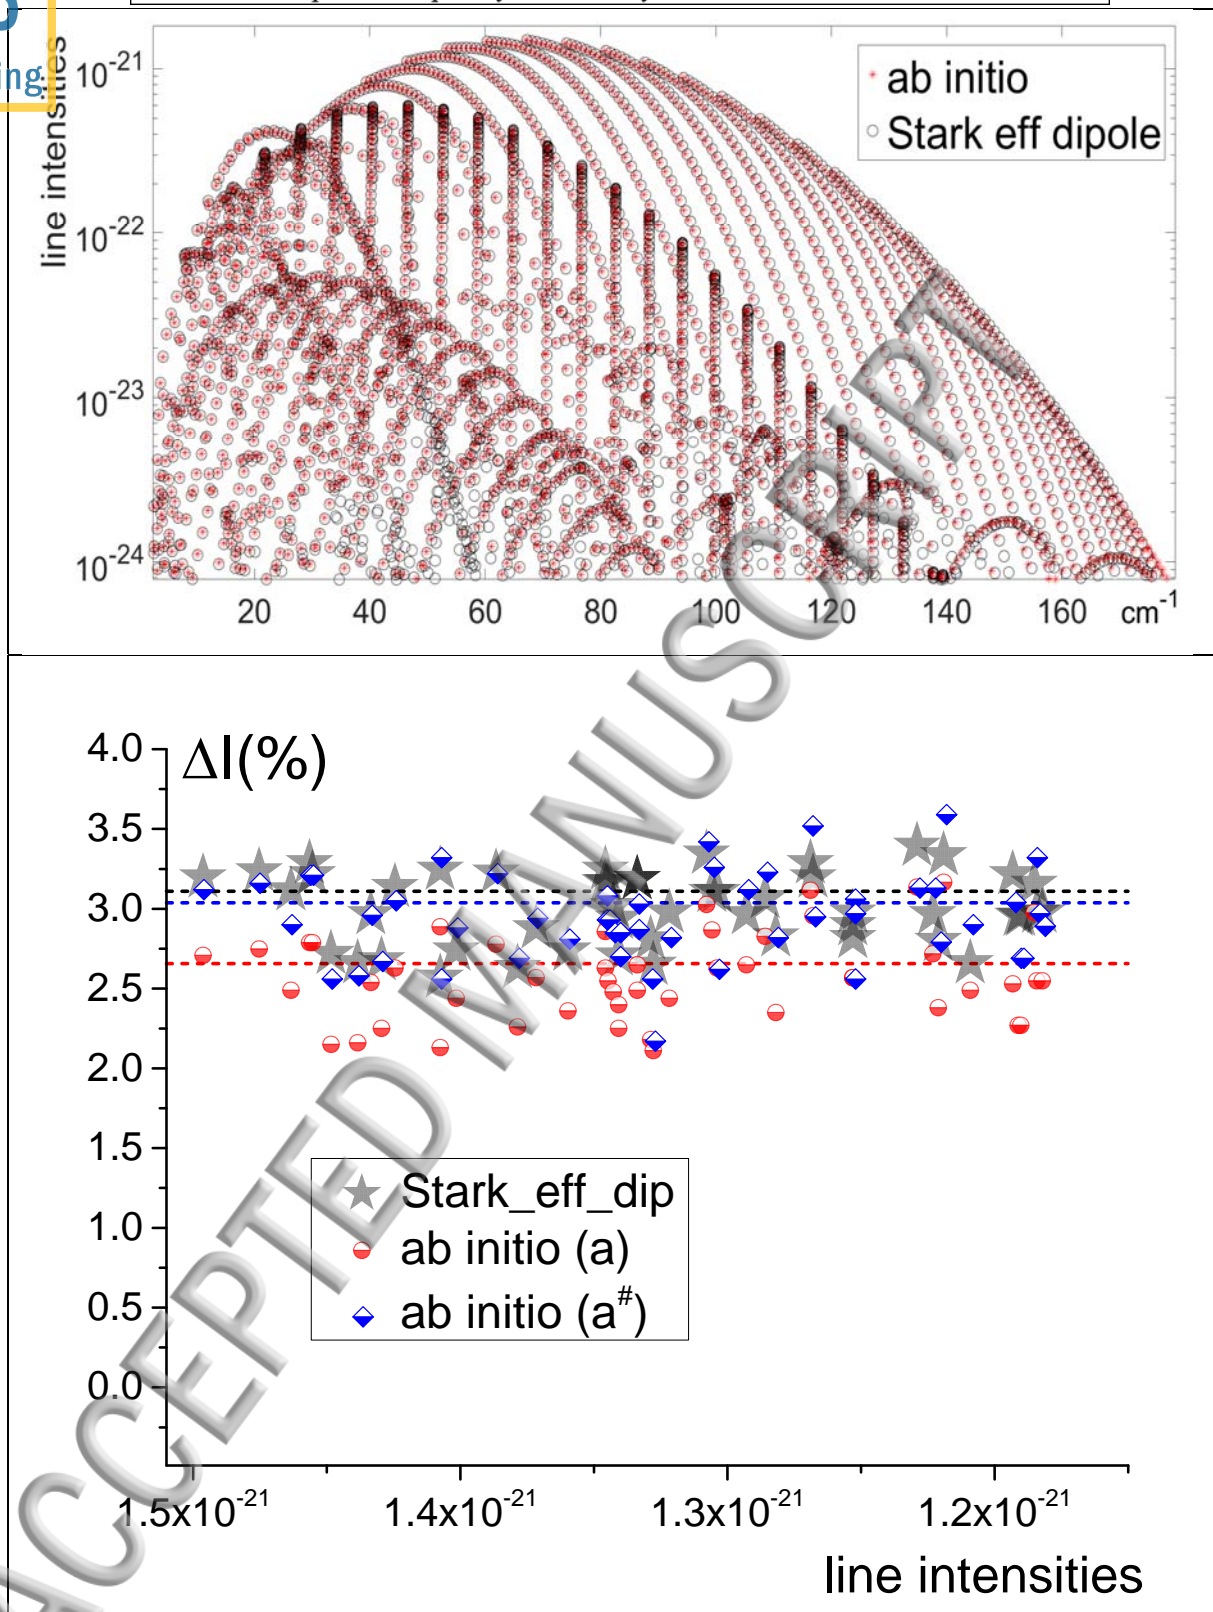 ing
line intensities
10-21
10-22
10-23
10-24
ab initio
Stark eff dipole
20 40 60 80 100 120 140 160 cm-1
ΔI(%)
4.0
3.5
3.0
2.5
2.0
1.5
1.0
0.5
0.0
Stark_eff_dip
ab initio (a)
ab initio (a#)
1.5x10-21 1.4x10-21 1.3x10-21 1.2x10-21
line intensities
ACCEPTED MANUSCRIPT